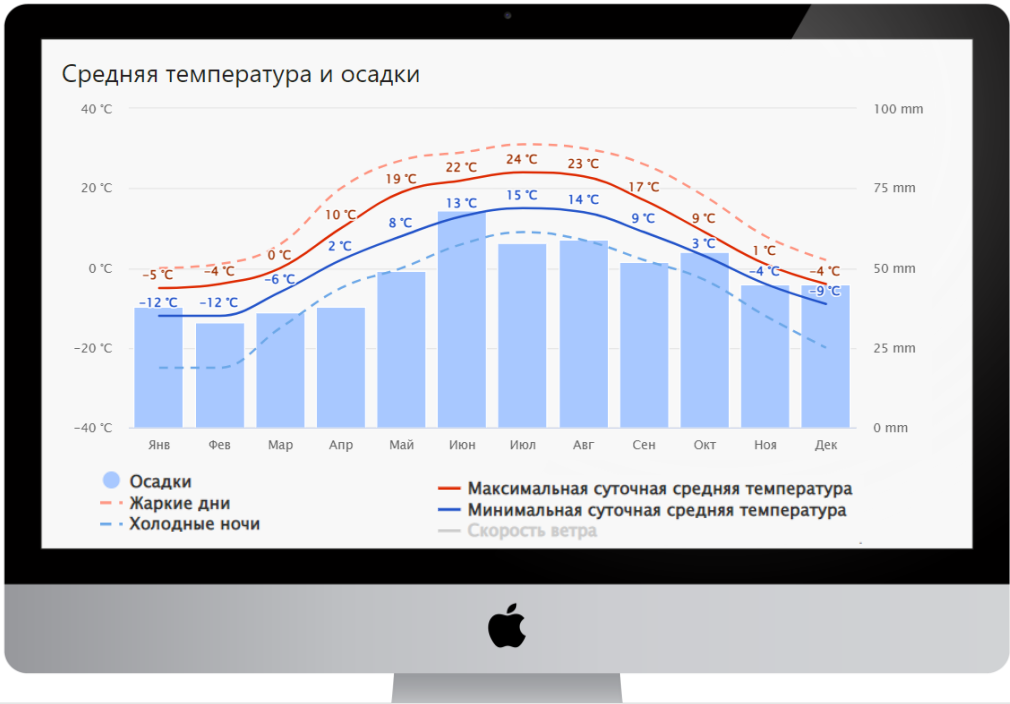 Средняя температура и осадки
40 °C
100 mm
20 °C
75 mm
0 °C
50 mm
−20 °C
25 mm
−40 °C
0 mm
−5 °C
−4 °C
0 °C
10 °C
19 °C
22 °C
24 °C
23 °C
17 °C
9 °C
1 °C
−4 °C
−12 °C
−12 °C
−6 °C
2 °C
8 °C
13 °C
15 °C
14 °C
9 °C
3 °C
−4 °C
−9 °C
Янв Фев Мар Апр Май Июн Июл Авг Сен Окт Ноя Дек
Осадки
Жаркие дни
Холодные ночи
Максимальная суточная средняя температура
Минимальная суточная средняя температура
Скорость ветра